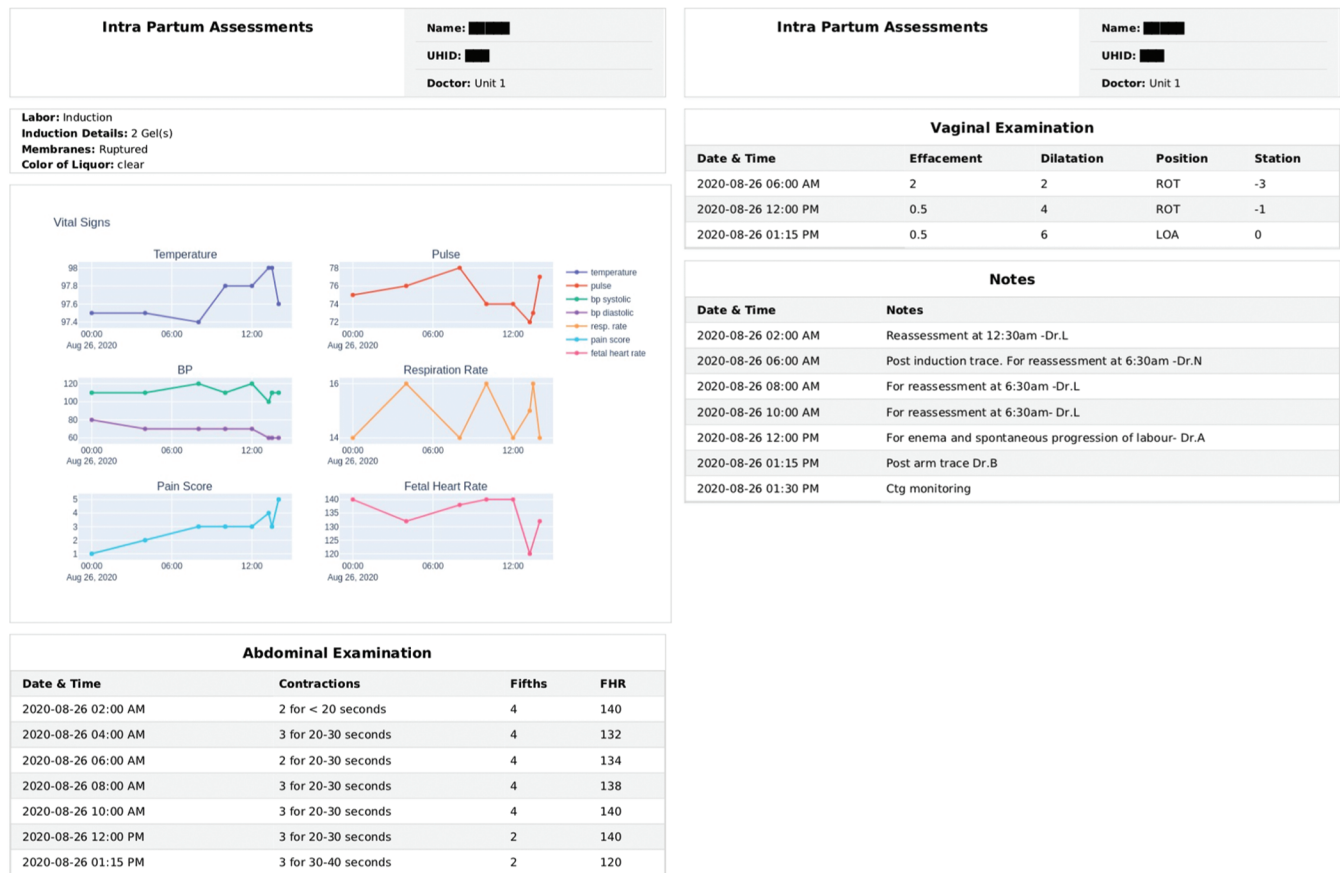 Intra Partum Assessments
Name:
UHID:
Doctor: Unit 1
Labor: Induction
Induction Details: 2 Gel(s)
Membranes: Ruptured
Color of Liquor: clear
Vital Signs
Temperature
98
97.8
97.6
97.4
00:00 06:00 12:00
Aug 26, 2020
Pulse
78
76
74
72
00:00 06:00 12:00
Aug 26, 2020
temperature
pulse
bp systolic
bp diastolic
resp. rate
pain score
fetal heart rate
BP
120
100
80
60
00:00 06:00 12:00
Aug 26, 2020
Respiration Rate
16
14
00:00 06:00 12:00
Aug 26, 2020
Pain Score
5
4
3
2
1
00:00 06:00 12:00
Aug 26, 2020
Fetal Heart Rate
140
135
130
125
120
00:00 06:00 12:00
Aug 26, 2020
Abdominal Examination
Date & Time Contractions Fifths FHR
2020-08-26 02:00 AM 2 for < 20 seconds 4 140
2020-08-26 04:00 AM 3 for 20-30 seconds 4 132
2020-08-26 06:00 AM 2 for 20-30 seconds 4 134
2020-08-26 08:00 AM 3 for 20-30 seconds 4 138
2020-08-26 10:00 AM 3 for 20-30 seconds 4 140
2020-08-26 12:00 PM 3 for 20-30 seconds 2 140
2020-08-26 01:15 PM 3 for 30-40 seconds 2 120
Intra Partum Assessments
Name:
UHID:
Doctor: Unit 1
Vaginal Examination
Date & Time Effacement Dilatation Position Station
2020-08-26 06:00 AM 2 2 ROT -3
2020-08-26 12:00 PM 0.5 4 ROT -1
2020-08-26 01:15 PM 0.5 6 LOA 0
Notes
Date & Time Notes
2020-08-26 02:00 AM Reassessment at 12:30am -Dr.L
2020-08-26 06:00 AM Post induction trace. For reassessment at 6:30am -Dr.N
2020-08-26 08:00 AM For reassessment at 6:30am -Dr.L
2020-08-26 10:00 AM For reassessment at 6:30am- Dr.L
2020-08-26 12:00 PM For enema and spontaneous progression of labour- Dr.A
2020-08-26 01:15 PM Post arm trace Dr.B
2020-08-26 01:30 PM Ctg monitoring